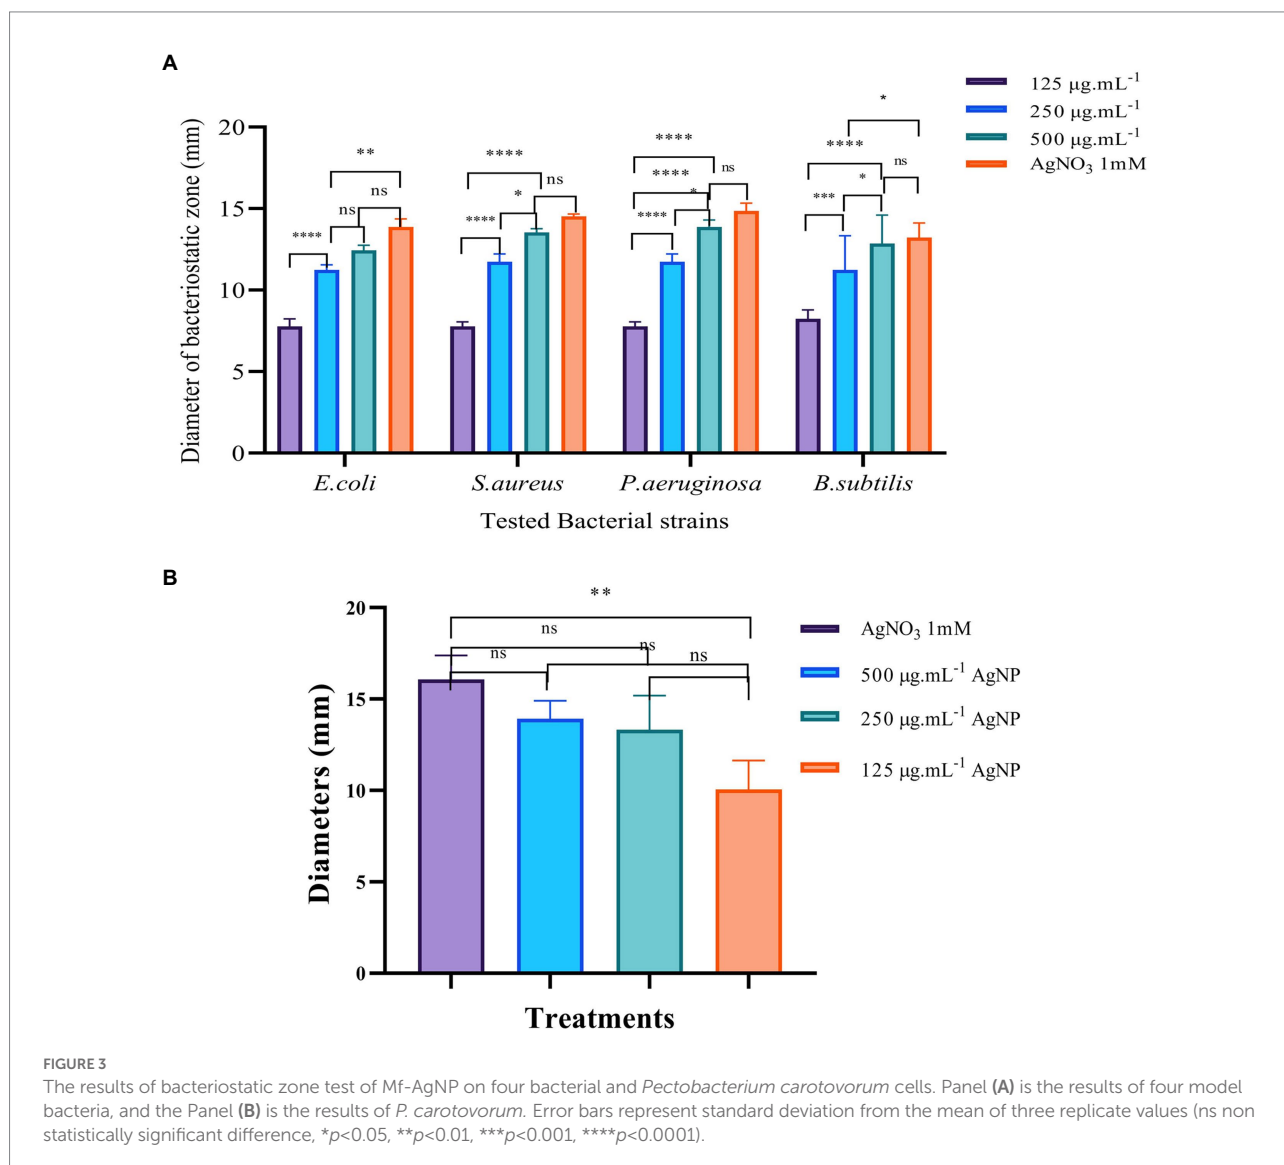 A
125 µg.mL-1
250 µg.mL-1
500 µg.mL-1
AgNO3 1mM
Diameter of bacteriostatic zone (mm)
20
15
10
5
0
**** ns ns **
**** * ns ****
**** * ns **** ****
*** * ns **** *
E.coli S.aureus P.aeruginosa B.subtilis
Tested Bacterial strains
B
AgNO3 1mM
500 µg.mL-1 AgNP
250 µg.mL-1 AgNP
125 µg.mL-1 AgNP
Diameters (mm)
20
15
10
5
0
**
ns
ns ns ns
Treatments
FIGURE 3
The results of bacteriostatic zone test of Mf-AgNP on four bacterial and Pectobacterium carotovorum cells. Panel (A) is the results of four model
bacteria, and the Panel (B) is the results of P. carotovorum. Error bars represent standard deviation from the mean of three replicate values (ns non
statistically significant difference, *p<0.05, **p<0.01, ***p<0.001, ****p<0.0001).